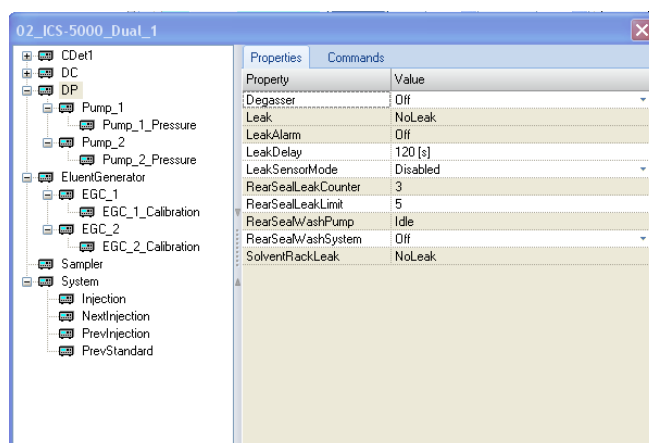 02_ICS-5000_Dual_1
CDet1
DC
DP
Pump_1
Pump_1_Pressure
Pump_2
Pump_2_Pressure
EluentGenerator
EGC_1
EGC_1_Calibration
EGC_2
EGC_2_Calibration
Sampler
System
Injection
NextInjection
PrevInjection
PrevStandard
Properties Commands
Property Value
Degasser Off
Leak NoLeak
LeakAlarm Off
LeakDelay 120 [s]
LeakSensorMode Disabled
RearSealLeakCounter 3
RearSealLeakLimit 5
RearSealWashPump Idle
RearSealWashSystem Off
SolventRackLeak NoLeak